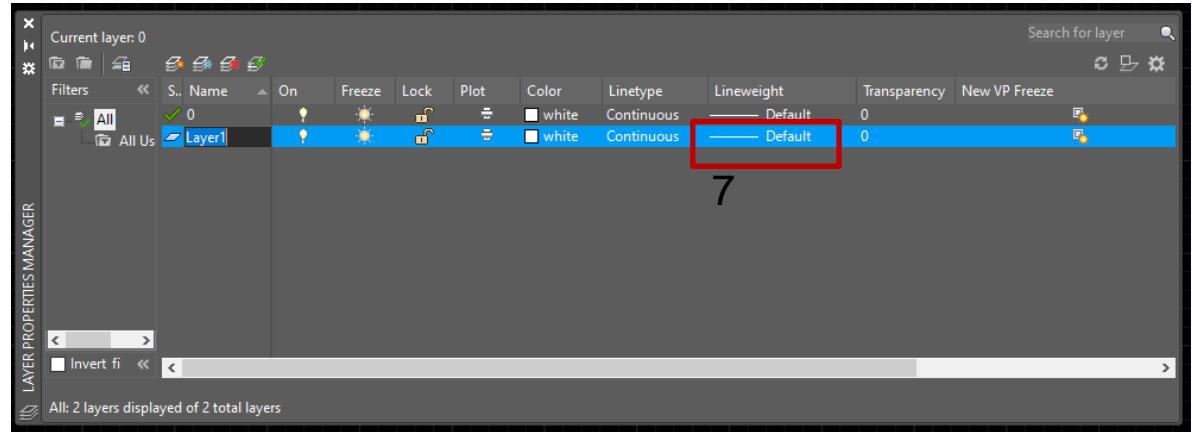 Current layer: 0
Search for layer
Filters S.. Name On Freeze Lock Plot Color Linetype Lineweight Transparency New VP Freeze
All 0 white Continuous Default 0
All Us Layer1 white Continuous Default 0
7
LAYER PROPERTIES MANAGER
Invert fi
All: 2 layers displayed of 2 total layers